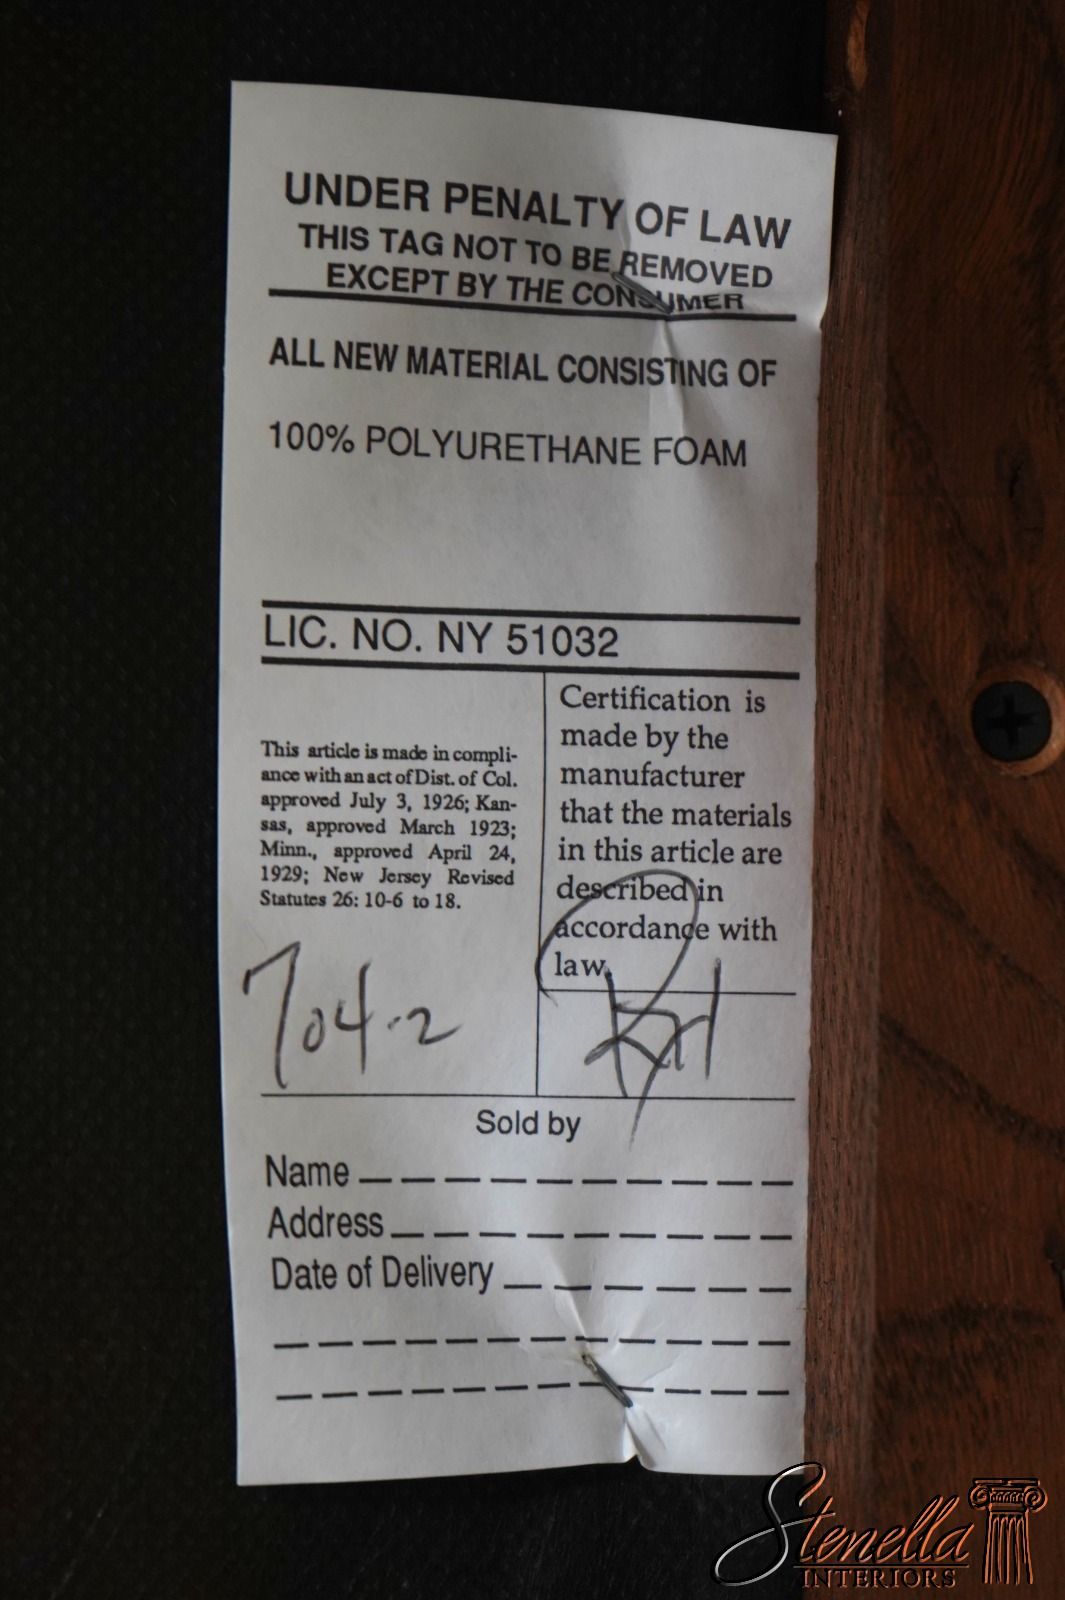 UNDER PENALTY OF LAW
THIS TAG NOT TO BE REMOVED
EXCEPT BY THE CONSUMER
ALL NEW MATERIAL CONSISTING OF
100% POLYURETHANE FOAM
LIC. NO. NY 51032
This article is made in compli-
ance with an act of Dist. of Col.
approved July 3, 1926; Kan-
sas, approved March 1923;
Minn., approved April 24,
1929; New Jersey Revised
Statutes 26: 10-6 to 18.
704-2
Certification is
made by the
manufacturer
that the materials
in this article are
described in
accordance with
law.
Sold by
Name
Address
Date of Delivery
Stenella
INTERIORS